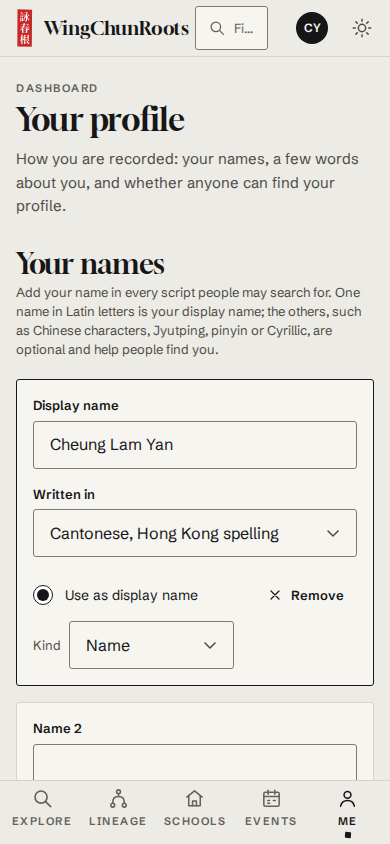 詠春根
WingChunRoots
Fi...
CY
DASHBOARD
Your profile
How you are recorded: your names, a few words
about you, and whether anyone can find your
profile.
Your names
Add your name in every script people may search for. One
name in Latin letters is your display name; the others, such
as Chinese characters, Jyutping, pinyin or Cyrillic, are
optional and help people find you.
Display name
Cheung Lam Yan
Written in
Cantonese, Hong Kong spelling
Use as display name
Remove
Kind
Name
Name 2
EXPLORE
LINEAGE
SCHOOLS
EVENTS
ME